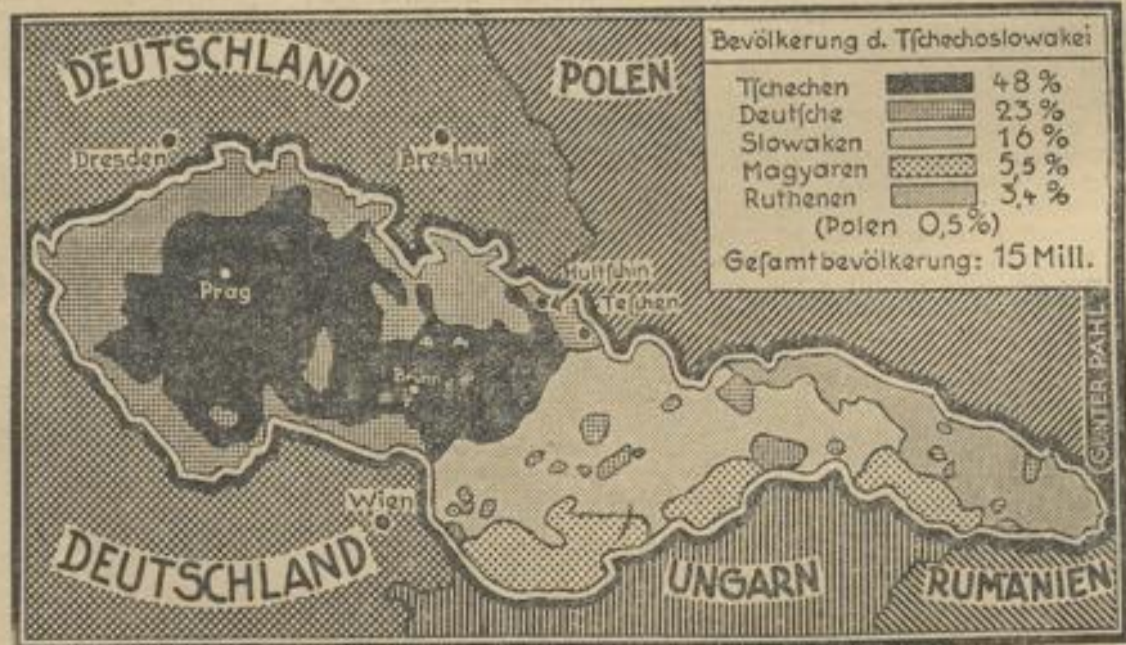 DEUTSCHLAND
POLEN
Dresden
Breslau
Bevölkerung d. Tſchechoslowakei
Tſchechen 48 %
Deutſche 23 %
Slowaken 16 %
Magyaren 5,5 %
Ruthenen 3,4 %
(Polen 0,5%)
Geſamtbevölkerung: 15 Mill.
Prag
Hultſchin
Teſchen
Brünn
Wien
DEUTSCHLAND
UNGARN
RUMÄNIEN
GÜNTER PAHL